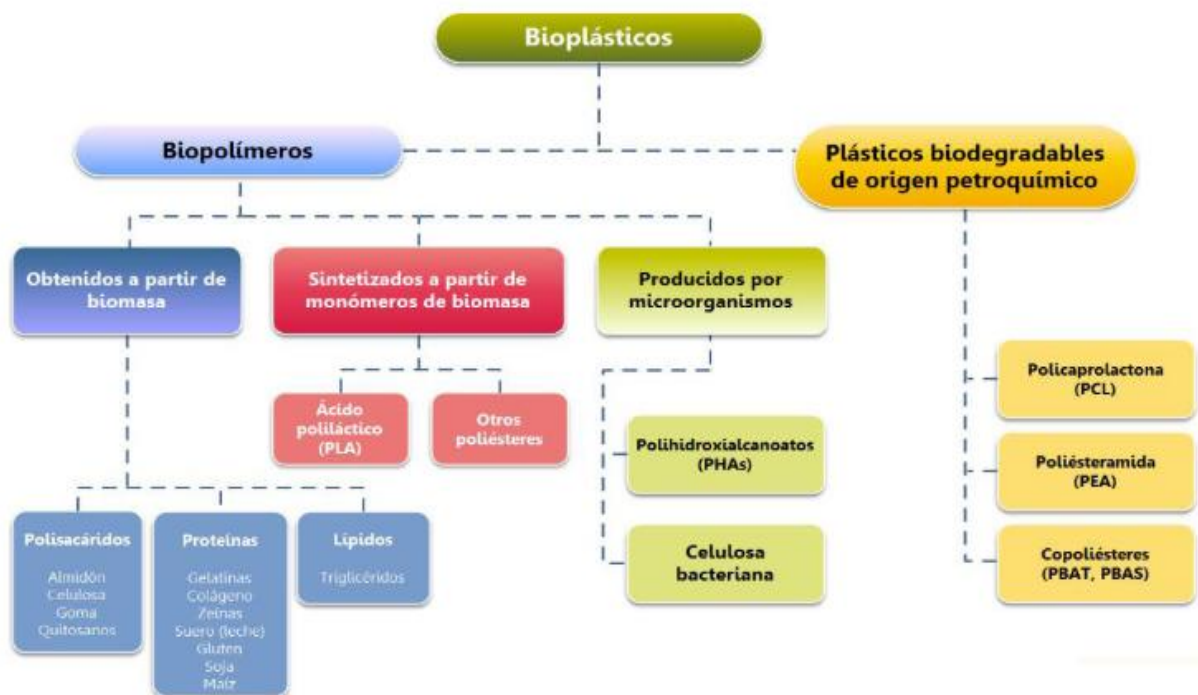 Bioplásticos
Biopolímeros
Plásticos biodegradables
de origen petroquímico
Obtenidos a partir de
biomasa
Sintetizados a partir de
monómeros de biomasa
Producidos por
microorganismos
Ácido
poliláctico
(PLA)
Otros
poliésteres
Polihidroxialcanoatos
(PHAs)
Celulosa
bacteriana
Policaprolactona
(PCL)
Poliésteramida
(PEA)
Copoliésteres
(PBAT, PBAS)
Polisacáridos
Almidón
Celulosa
Goma
Quitosanos
Proteínas
Gelatinas
Colágeno
Zeínas
Suero (leche)
Gluten
Soja
Maíz
Lípidos
Triglicéridos